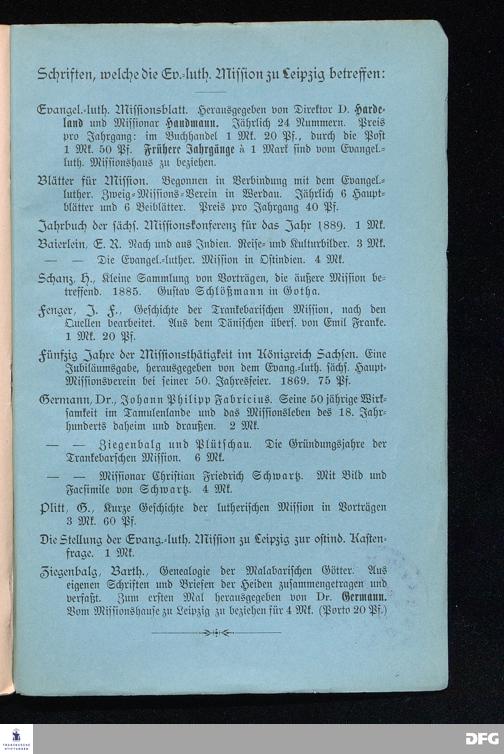 Schriften, welche die Ev.-luth. Mission zu Leipzig betreffen:
Evangel.-luth. Missionsblatt. Herausgegeben von Direktor D. Harde-
land und Missionar Handmann. Jährlich 24 Nummern. Preis
pro Jahrgang: im Buchhandel 1 Mk. 20 Pf., durch die Post
1 Mk. 50 Pf. Frühere Jahrgänge à 1 Mark sind vom Evangel.-
luth. Missionshaus zu beziehen.
Blätter für Mission. Begonnen in Verbindung mit dem Evangel.-
luther. Zweig-Missions-Verein in Werdau. Jährlich 6 Haupt-
blätter und 6 Beiblätter. Preis pro Jahrgang 40 Pf.
Jahrbuch der sächs. Missionskonferenz für das Jahr 1889. 1 Mk.
Baierlein, E. R. Nach und aus Indien. Reise- und Kulturbilder. 3 Mk.
— — Die Evangel.-luther. Mission in Ostindien. 4 Mk.
Schanz, H., Kleine Sammlung von Vorträgen, die äußere Mission be-
treffend. 1885. Gustav Schlößmann in Gotha.
Fenger, J. F., Geschichte der Trankebarischen Mission, nach den
Quellen bearbeitet. Aus dem Dänischen übers. von Emil Franke.
1 Mk. 20 Pf.
Fünfzig Jahre der Missionsthätigkeit im Königreich Sachsen. Eine
Jubiläumsgabe, herausgegeben von dem Evang.-luth. sächs. Haupt-
Missionsverein bei seiner 50. Jahresfeier. 1869. 75 Pf.
Germann, Dr., Johann Philipp Fabricius. Seine 50 jährige Wirk-
samkeit im Tamulenlande und das Missionsleben des 18. Jahr-
hunderts daheim und draußen. 2 Mk.
— — Ziegenbalg und Plütschau. Die Gründungsjahre der
Trankebarschen Mission. 6 Mk.
— — Missionar Christian Friedrich Schwartz. Mit Bild und
Facsimile von Schwartz. 4 Mk.
Plitt, G., Kurze Geschichte der lutherischen Mission in Vorträgen
3 Mk. 60 Pf.
Die Stellung der Evang.-luth. Mission zu Leipzig zur ostind. Kasten-
frage. 1 Mk.
Ziegenbalg, Barth., Genealogie der Malabarischen Götter. Aus
eigenen Schriften und Briefen der Heiden zusammengetragen und
verfaßt. Zum ersten Mal herausgegeben von Dr. Germann.
Vom Missionshause zu Leipzig zu beziehen für 4 Mk. (Porto 20 Pf.)
FRANCKESCHE
STIFTUNGEN
DFG